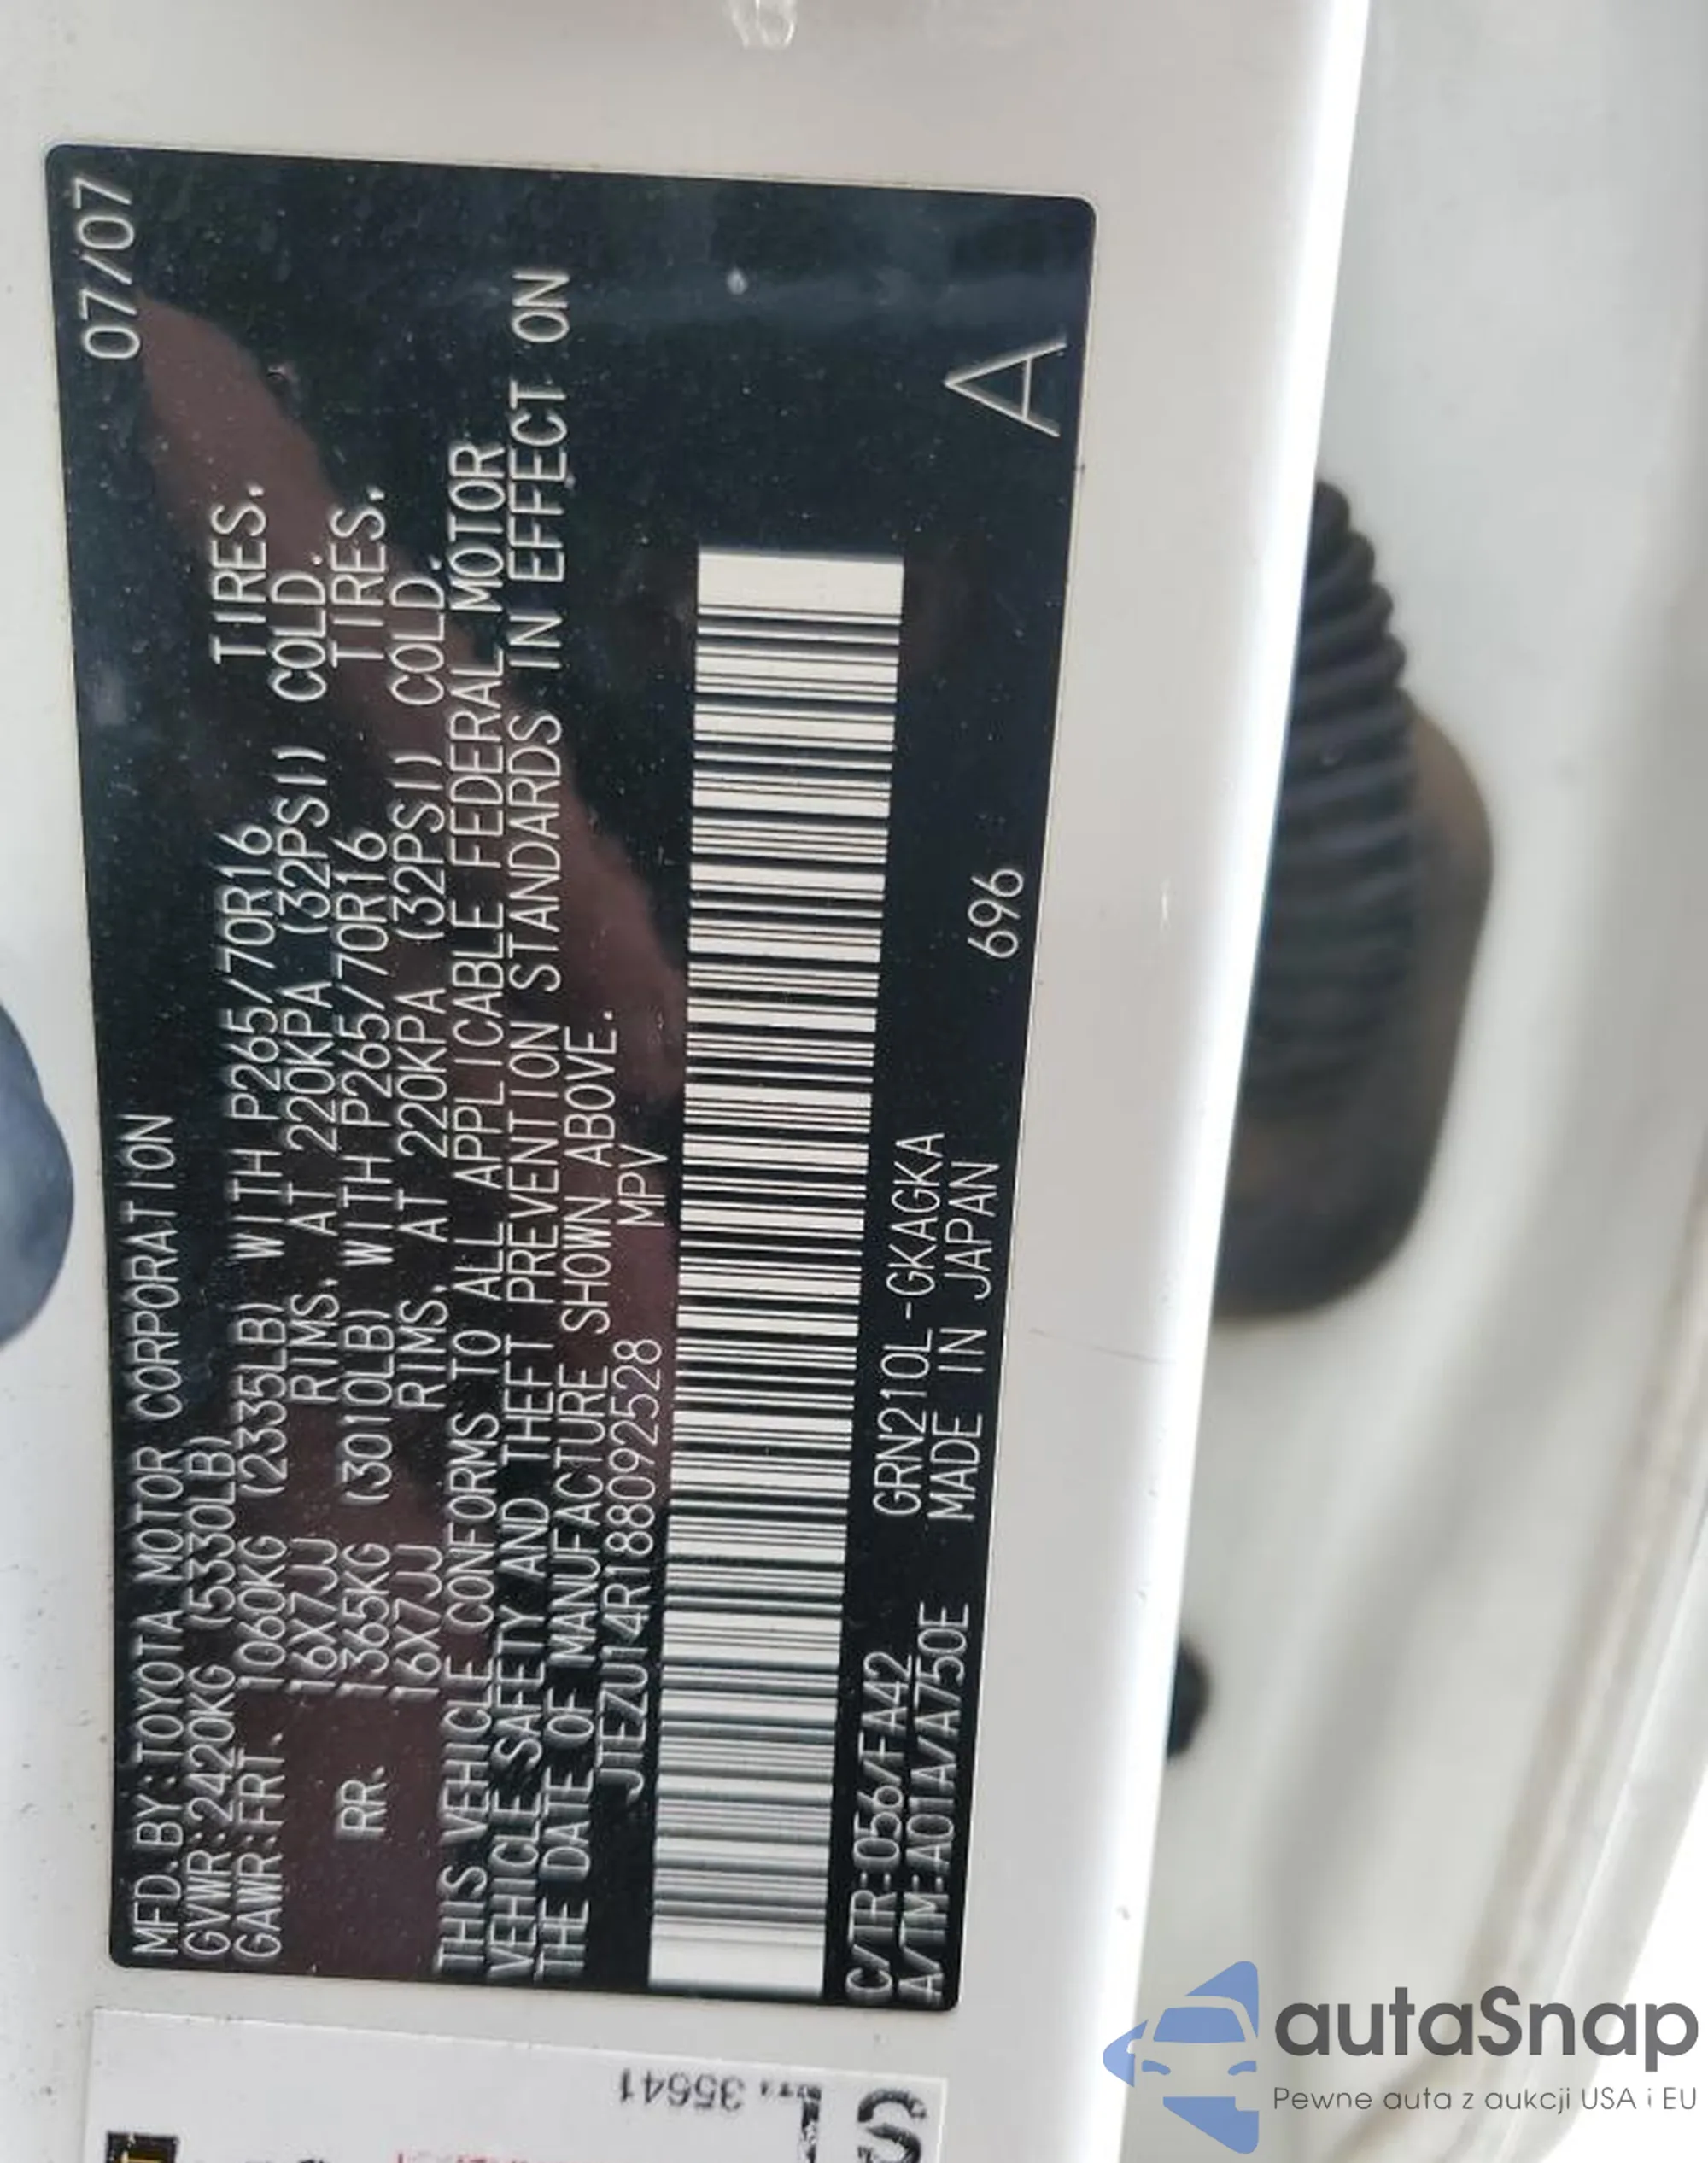 07/07
MFD. BY: TOYOTA MOTOR CORPORATION
GVWR: 2420KG (5330LB)
GAWR: FRT. 1060KG (2335LB) WITH P265/70R16 TIRES.
16X7JJ RIMS, AT 220KPA (32PSI) COLD.
RR. 1365KG (3010LB) WITH P265/70R16 TIRES.
16X7JJ RIMS, AT 220KPA (32PSI) COLD.
THIS VEHICLE CONFORMS TO ALL APPLICABLE FEDERAL MOTOR
VEHICLE SAFETY AND THEFT PREVENTION STANDARDS IN EFFECT ON
THE DATE OF MANUFACTURE SHOWN ABOVE.
JTEZU14R188092528 MPV
C/TR: 056/FA42 GRN210L-GKAGKA
A/TM: A01A/A750E MADE IN JAPAN 696
A
35641
autaSnap
Pewne auta z aukcji USA i EU